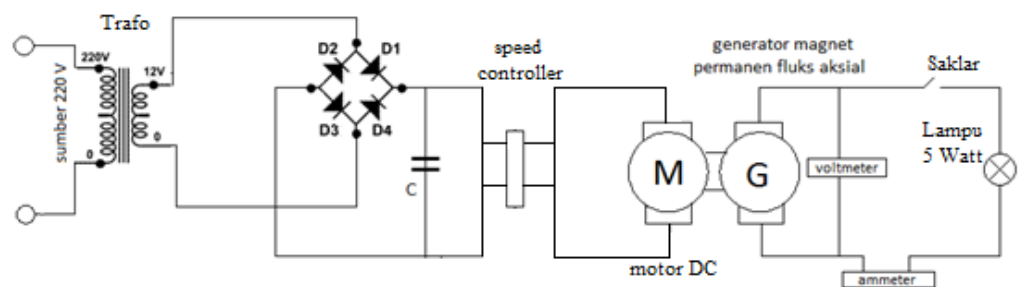 Trafo
220V
12V
sumber 220 V
0
0
D2
D1
D3
D4
C
speed
controller
M
motor DC
generator magnet
permanen fluks aksial
G
voltmeter
ammeter
Saklar
Lampu
5 Watt